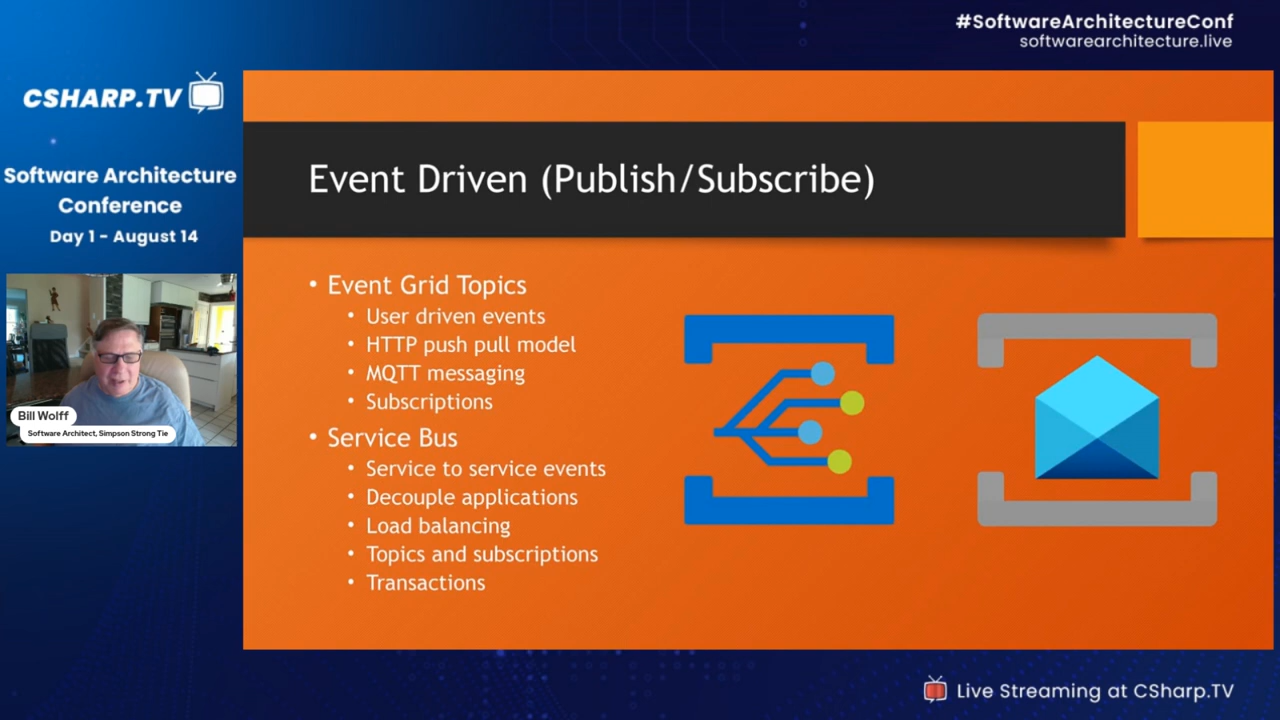 #SoftwareArchitectureConf
softwarearchitecture.live
CSHARP.TV
Software Architecture
Conference
Day 1 - August 14
Bill Wolff
Software Architect, Simpson Strong Tie
Event Driven (Publish/Subscribe)
• Event Grid Topics
• User driven events
• HTTP push pull model
• MQTT messaging
• Subscriptions
• Service Bus
• Service to service events
• Decouple applications
• Load balancing
• Topics and subscriptions
• Transactions
Live Streaming at CSharp.TV